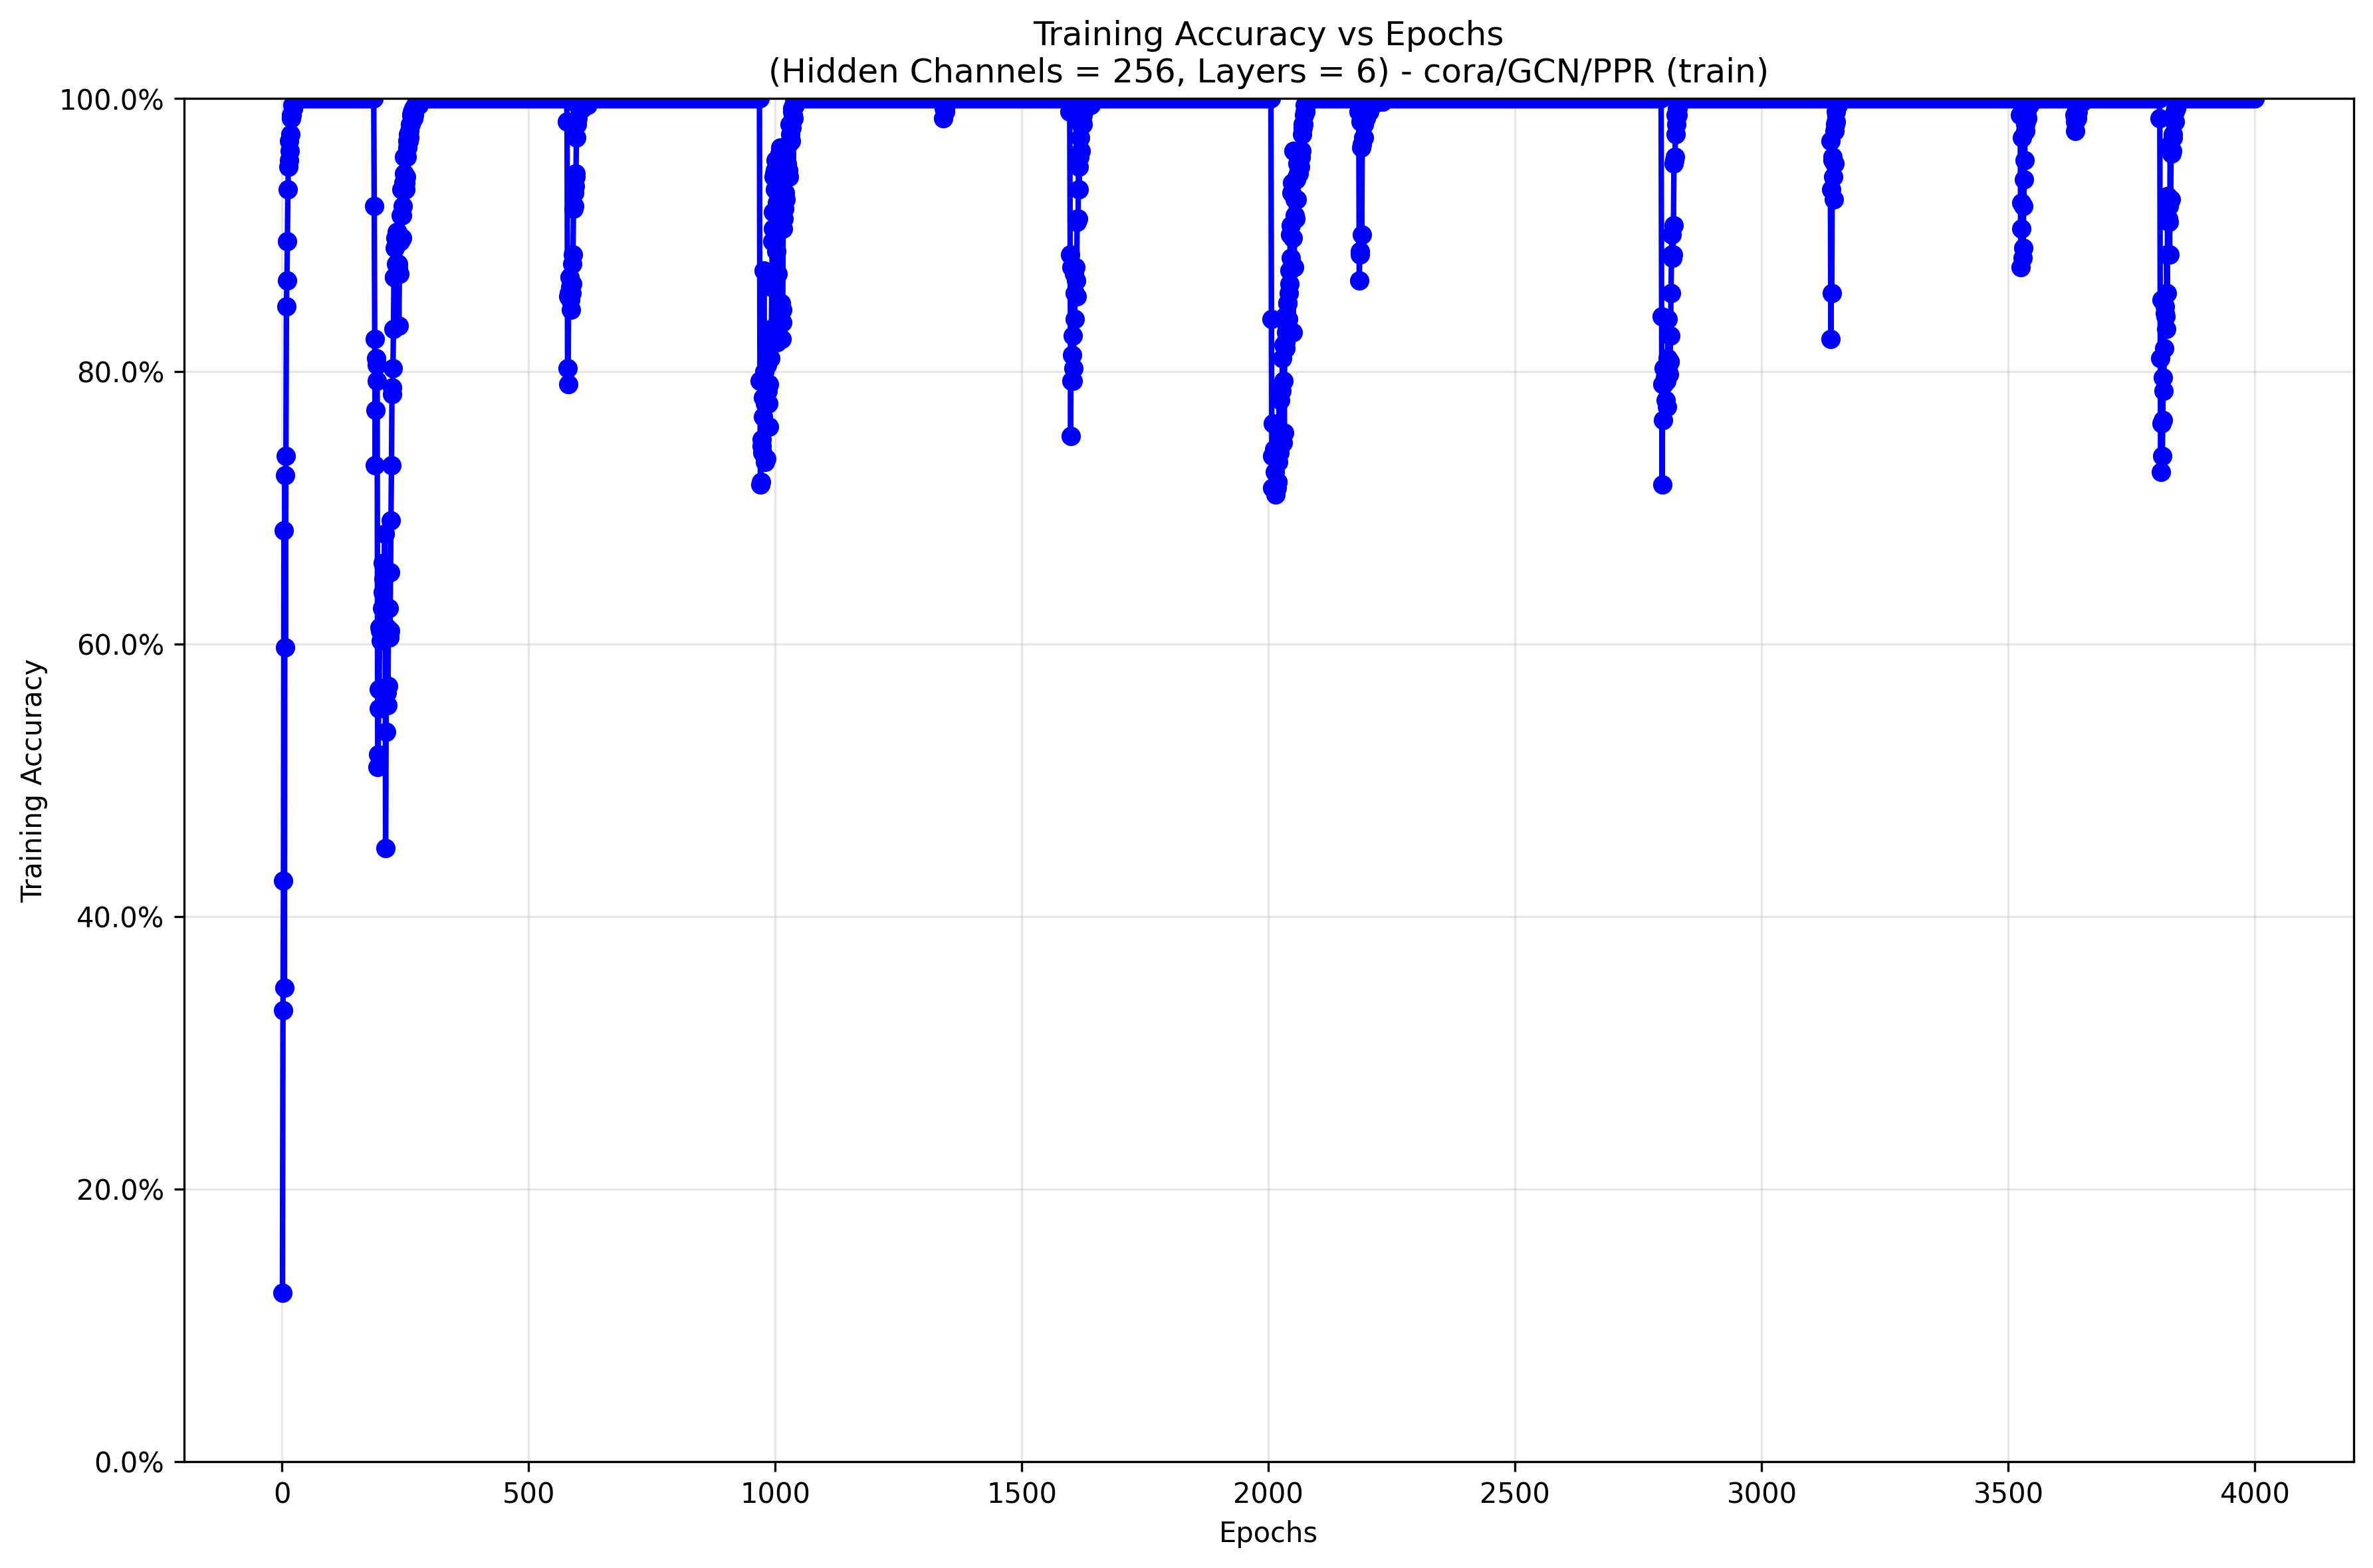 Training Accuracy vs Epochs
(Hidden Channels = 256, Layers = 6) - cora/GCN/PPR (train)
100.0%
80.0%
60.0%
40.0%
20.0%
0.0%
Training Accuracy
0 500 1000 1500 2000 2500 3000 3500 4000
Epochs